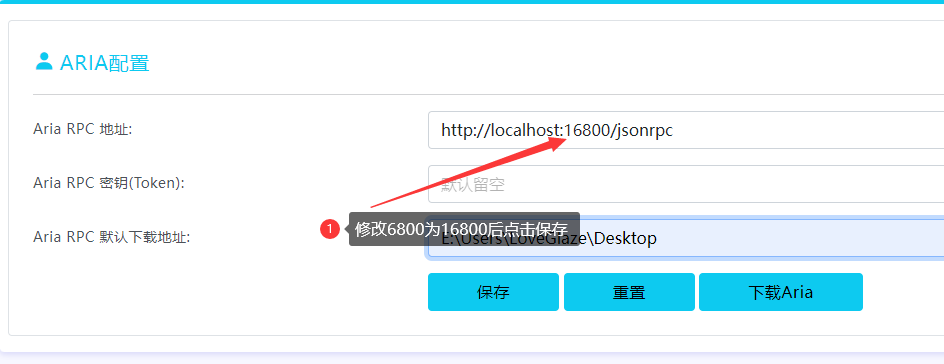 ARIA配置
Aria RPC 地址:
http://localhost:16800/jsonrpc
Aria RPC 密钥(Token):
默认留空
1
修改6800为16800后点击保存
Aria RPC 默认下载地址:
E:\Users\LoveGlaze\Desktop
保存
重置
下载Aria